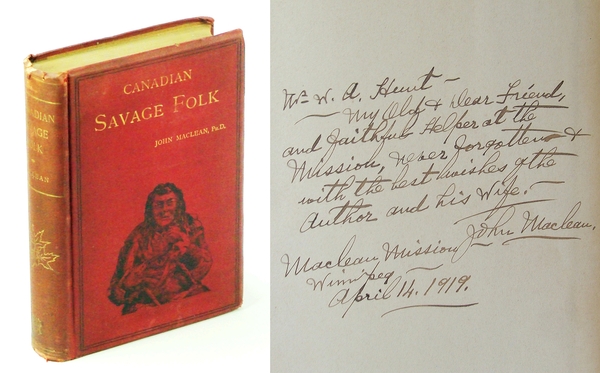 CANADIAN
SAVAGE FOLK
JOHN MACLEAN, PH.D.
CANADIAN
SAVAGE
FOLK
MACLEAN
Mrs W. A. Hunt —
— My Old & Dear Friend,
and Faithful Helper at the
Mission, never forgotten &
with the best wishes of the
Author and his Wife. —
John Maclean.
Maclean Mission
Winnipeg
April 14. 1919.